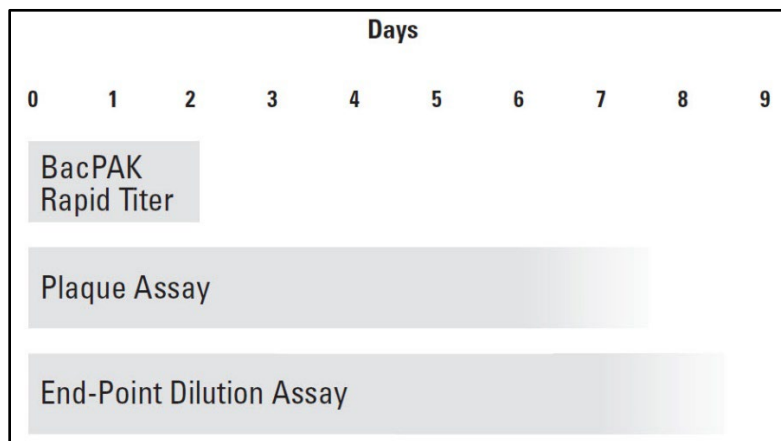 Days
0 1 2 3 4 5 6 7 8 9
BacPAK
Rapid Titer
Plaque Assay
End-Point Dilution Assay